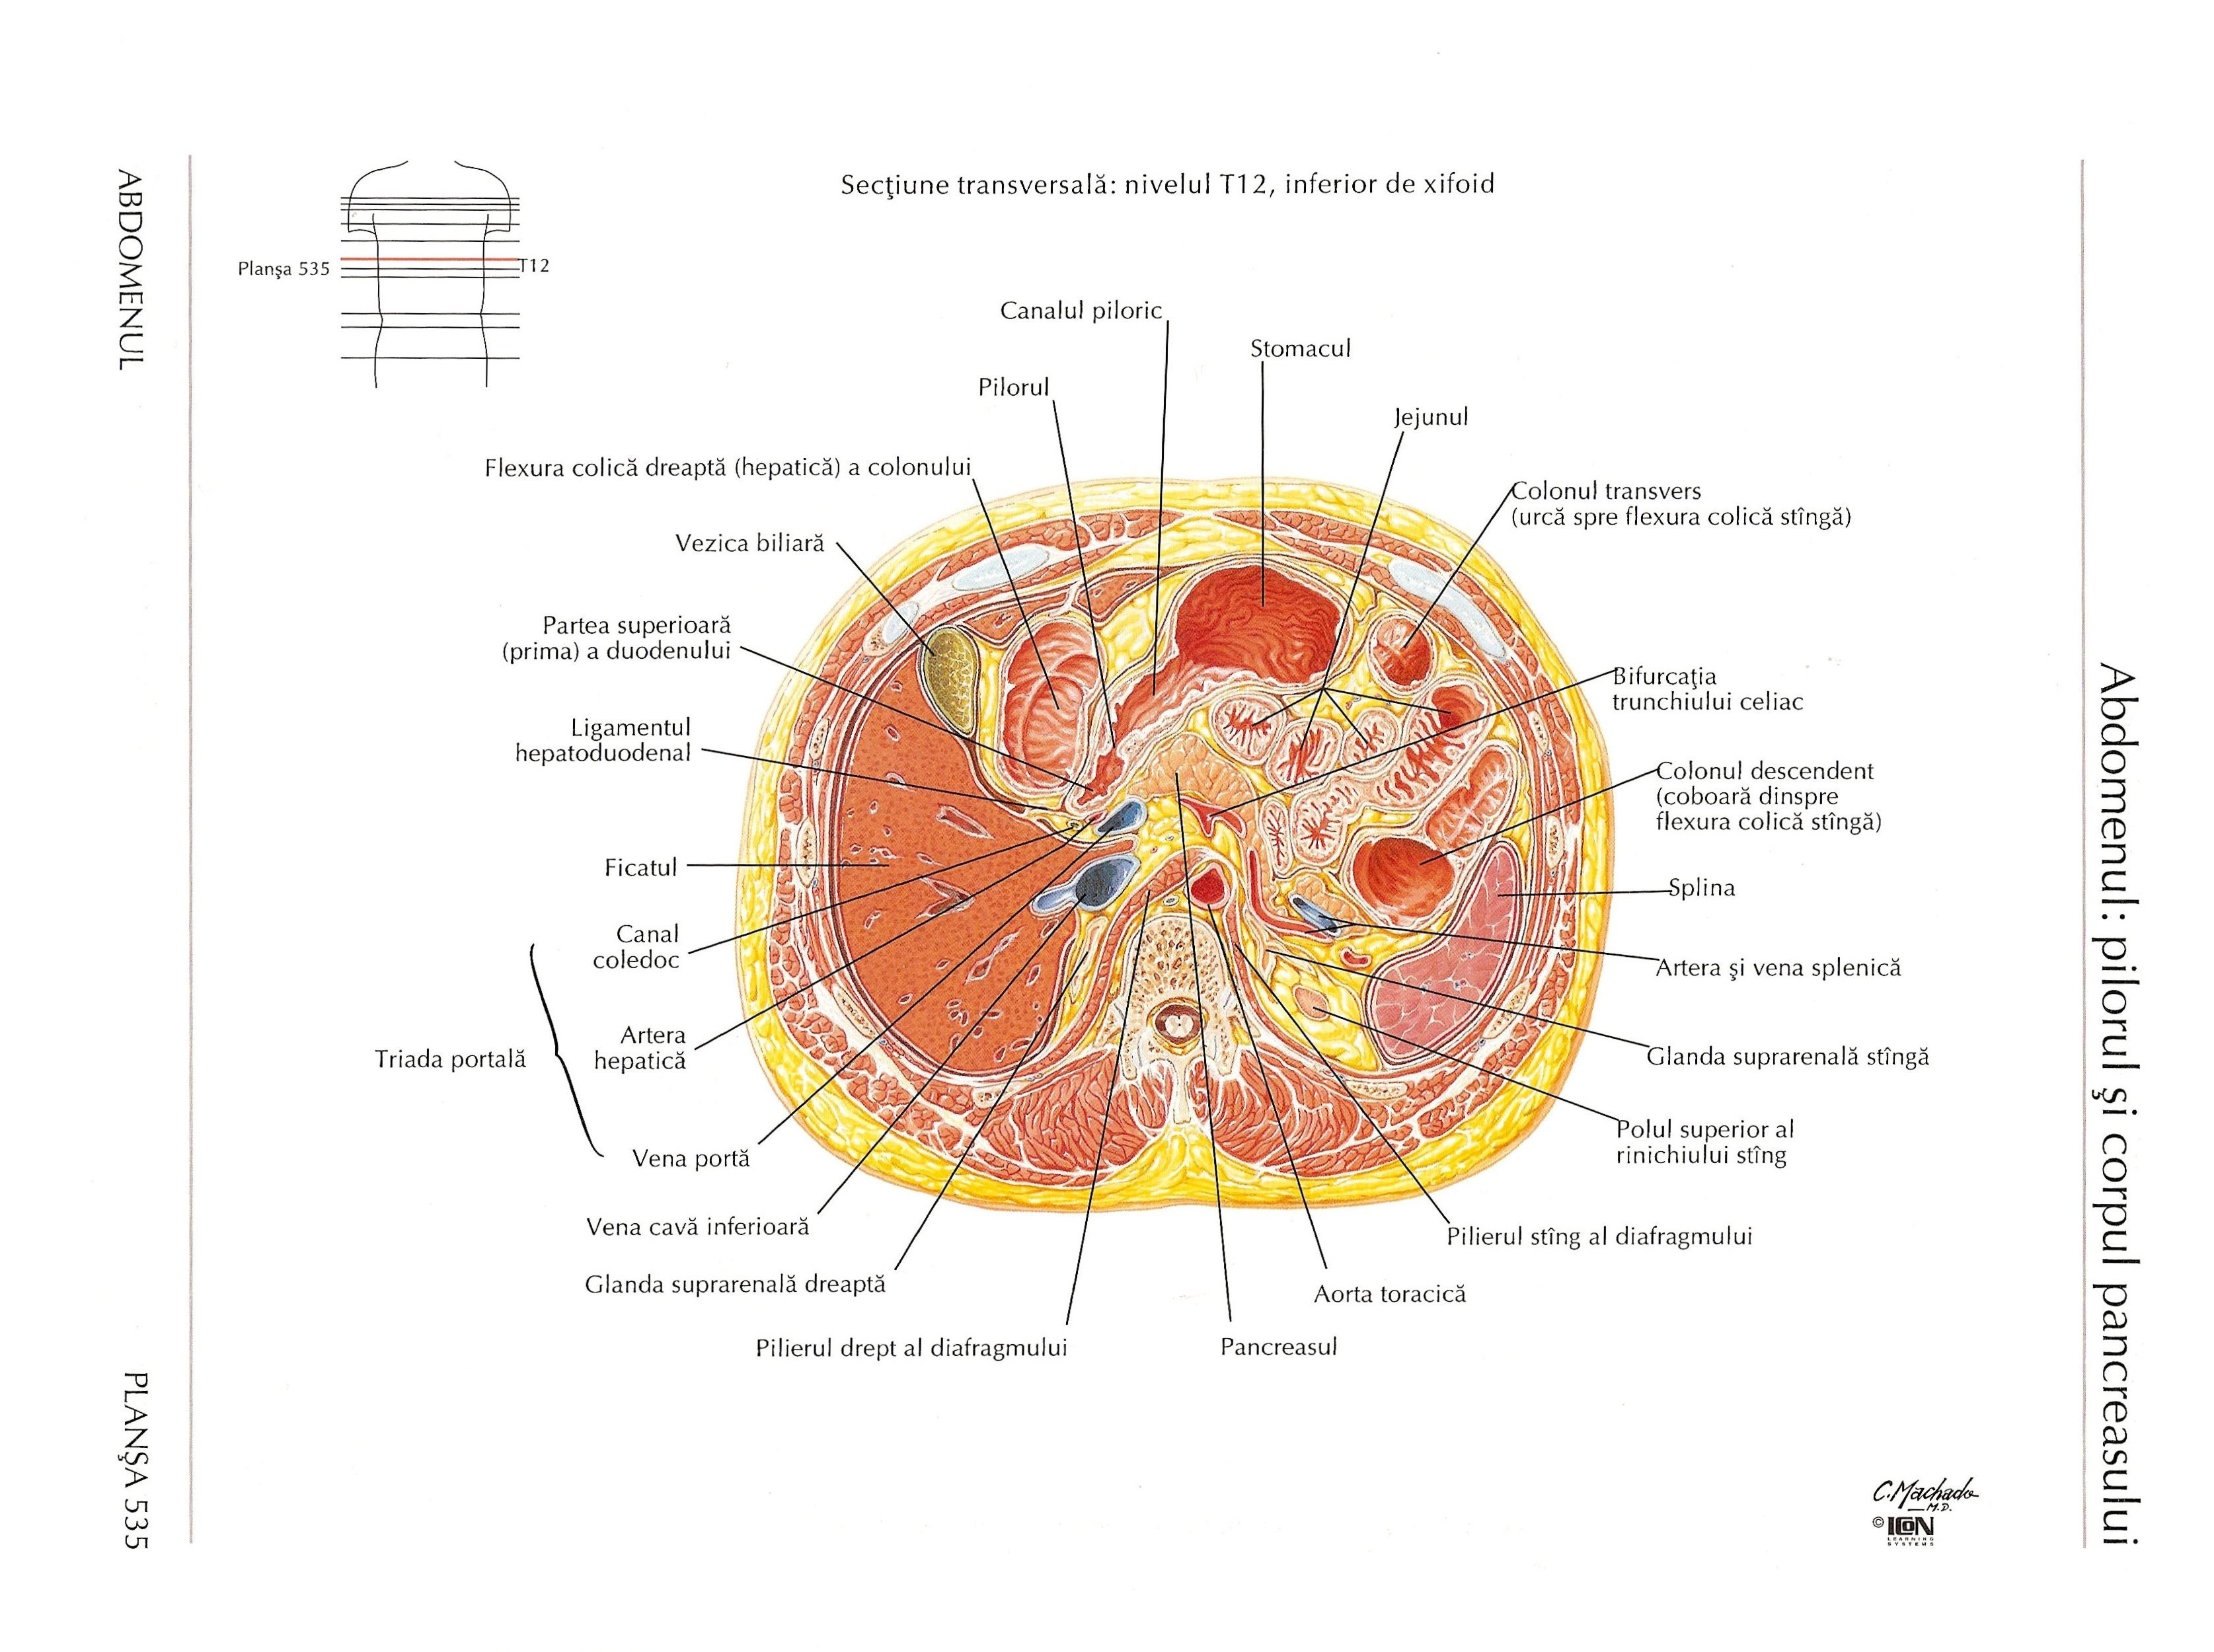 ABDOMENUL
PLANŞA 535
Planşa 535
T12
Secţiune transversală: nivelul T12, inferior de xifoid
Canalul piloric
Stomacul
Pilorul
Jejunul
Flexura colică dreaptă (hepatică) a colonului
Colonul transvers
(urcă spre flexura colică stîngă)
Vezica biliară
Partea superioară
(prima) a duodenului
Bifurcaţia
trunchiului celiac
Ligamentul
hepatoduodenal
Colonul descendent
(coboară dinspre
flexura colică stîngă)
Ficatul
Splina
Canal
coledoc
Artera şi vena splenică
Artera
hepatică
Triada portală
Glanda suprarenală stîngă
Vena portă
Polul superior al
rinichiului stîng
Vena cavă inferioară
Pilierul stîng al diafragmului
Glanda suprarenală dreaptă
Aorta toracică
Pilierul drept al diafragmului
Pancreasul
Abdomenul: pilorul şi corpul pancreasului
C.Machado
M.D.
© ICON
LEARNING
SYSTEMS